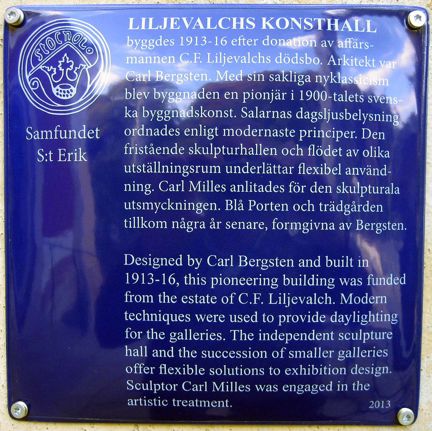 STOCHOLM
LILJEVALCHS KONSTHALL
byggdes 1913-16 efter donation av affärs-
mannen C.F. Liljevalchs dödsbo. Arkitekt var
Carl Bergsten. Med sin sakliga nyklassicism
blev byggnaden en pionjär i 1900-talets svens-
ka byggnadskonst. Salarnas dagsljusbelysning
ordnades enligt modernaste principer. Den
fristående skulpturhallen och flödet av olika
utställningsrum underlättar flexibel använd-
ning. Carl Milles anlitades för den skulpturala
utsmyckningen. Blå Porten och trädgården
tillkom några år senare, formgivna av Bergsten.
Samfundet
S:t Erik
Designed by Carl Bergsten and built in
1913-16, this pioneering building was funded
from the estate of C.F. Liljevalch. Modern
techniques were used to provide daylighting
for the galleries. The independent sculpture
hall and the succession of smaller galleries
offer flexible solutions to exhibition design.
Sculptor Carl Milles was engaged in the
artistic treatment.
2013